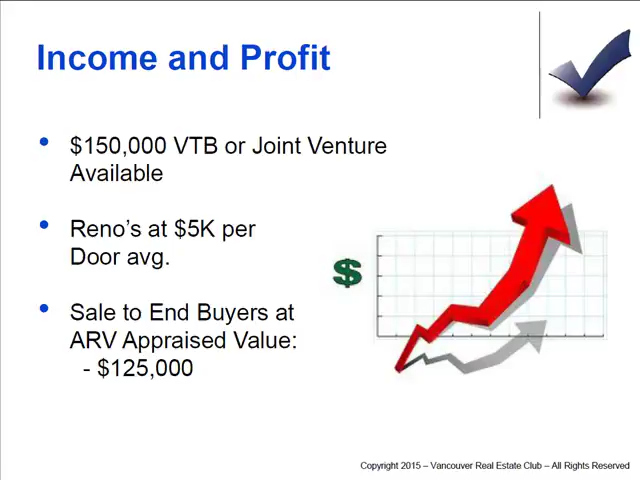 Income and Profit
• $150,000 VTB or Joint Venture
Available
• Reno's at $5K per
Door avg.
• Sale to End Buyers at
ARV Appraised Value:
- $125,000
$
Copyright 2015 – Vancouver Real Estate Club – All Rights Reserved